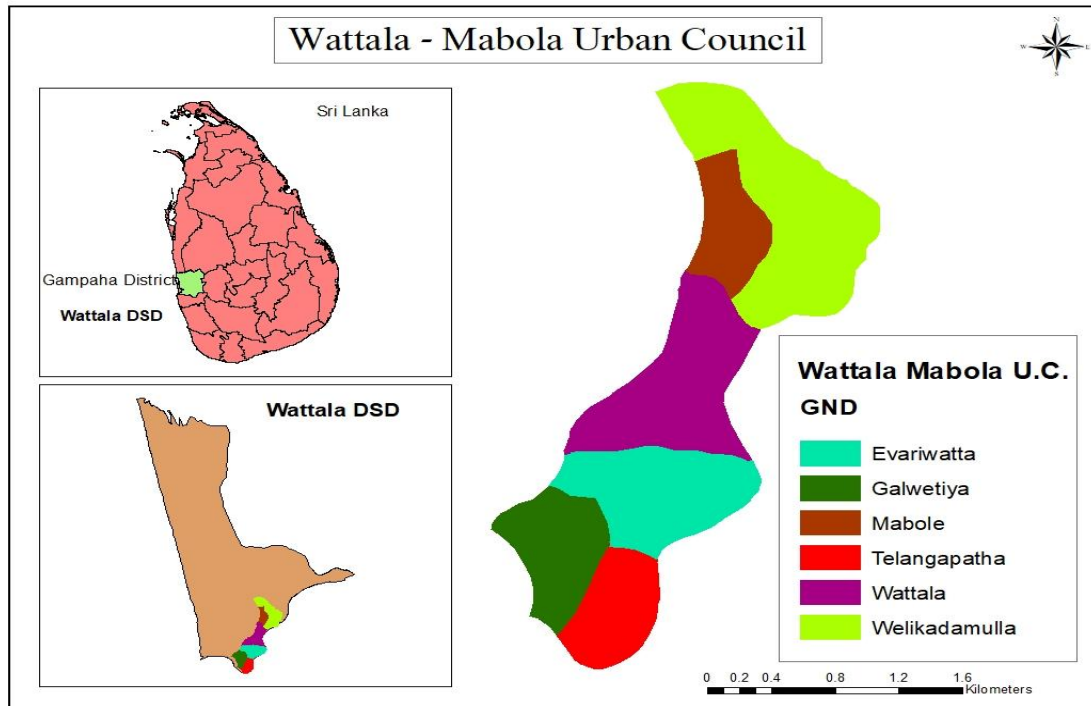 Wattala - Mabola Urban Council
N
W
E
S
Sri Lanka
Gampaha District
Wattala DSD
Wattala DSD
Wattala Mabola U.C.
GND
Evariwatta
Galwetiya
Mabole
Telangapatha
Wattala
Welikadamulla
0 0.2 0.4 0.8 1.2 1.6
Kilometers